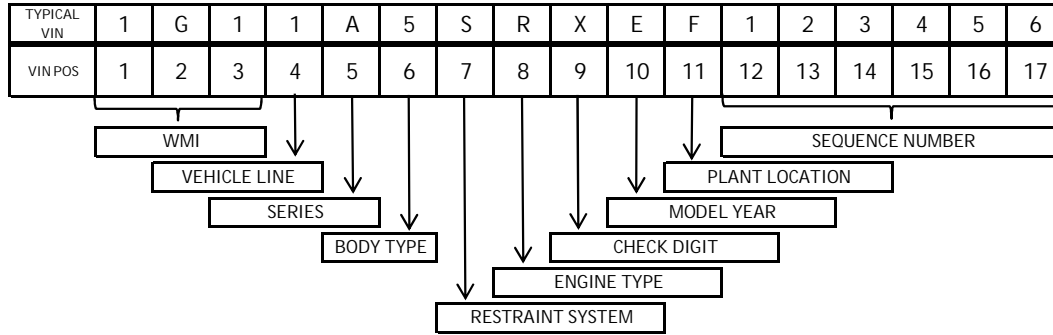 TYPICAL VIN 1 G 1 1 A 5 S R X E F 1 2 3 4 5 6
VIN POS 1 2 3 4 5 6 7 8 9 10 11 12 13 14 15 16 17
WMI SEQUENCE NUMBER
VEHICLE LINE PLANT LOCATION
SERIES MODEL YEAR
BODY TYPE CHECK DIGIT
ENGINE TYPE
RESTRAINT SYSTEM